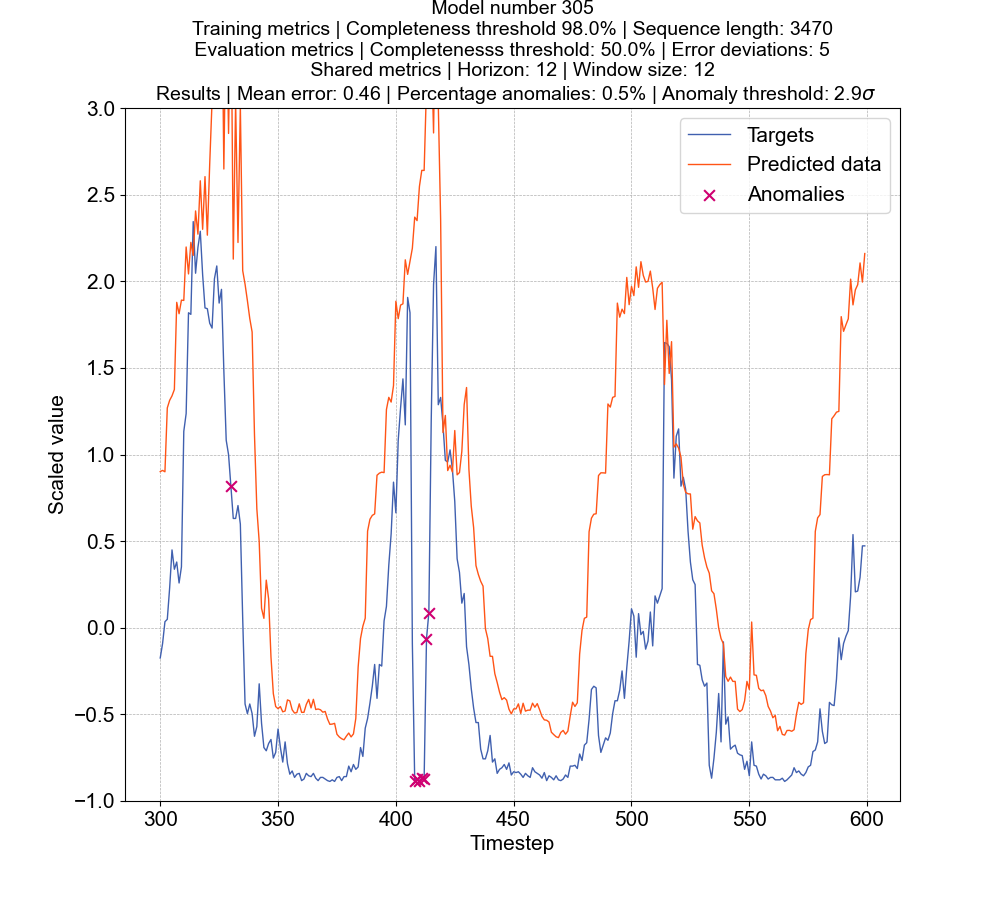 Model number 305
Training metrics | Completeness threshold 98.0% | Sequence length: 3470
Evaluation metrics | Completenesss threshold: 50.0% | Error deviations: 5
Shared metrics | Horizon: 12 | Window size: 12
Results | Mean error: 0.46 | Percentage anomalies: 0.5% | Anomaly threshold: 2.9σ
Targets
Predicted data
Anomalies
3.0
2.5
2.0
1.5
1.0
0.5
0.0
−0.5
−1.0
Scaled value
300
350
400
450
500
550
600
Timestep